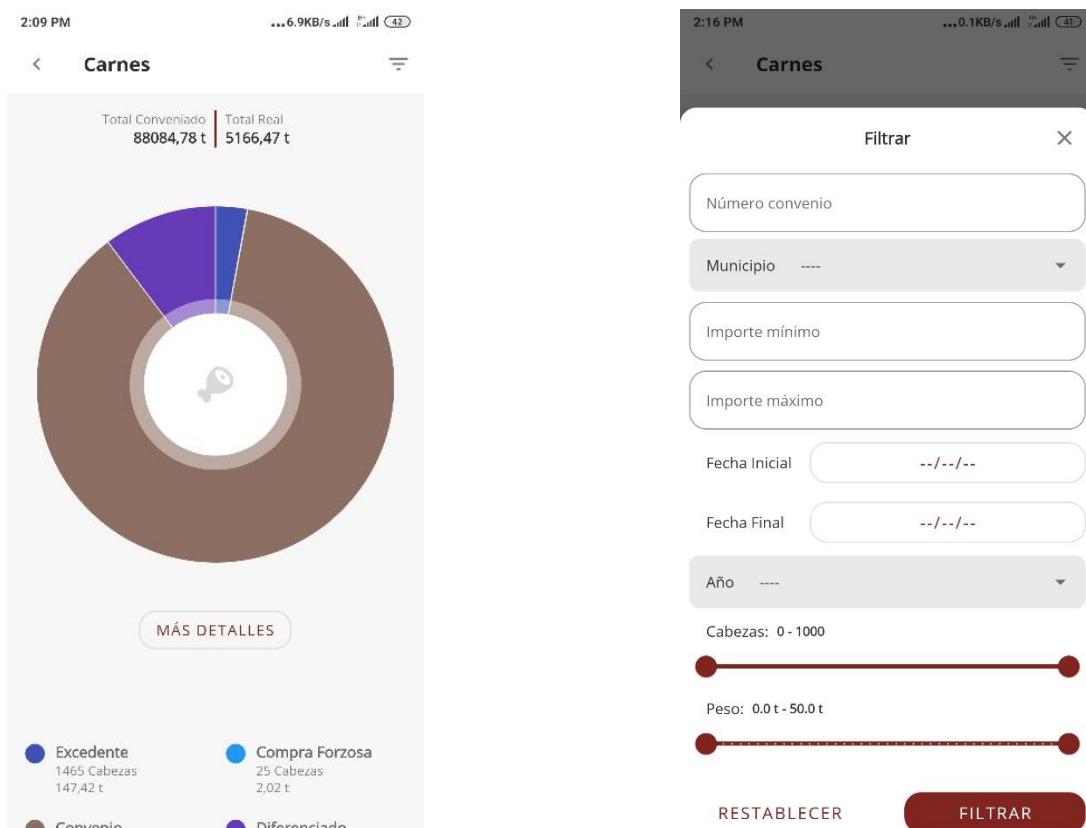 2:09 PM
...6.9KB/s
42
Carnes
Total Conveniado
88084,78 t
Total Real
5166,47 t
MÁS DETALLES
Excedente
1465 Cabezas
147,42 t
Compra Forzosa
25 Cabezas
2,02 t
Convenio
Diferenciado
2:16 PM
...0.1KB/s
41
Carnes
Filtrar
Número convenio
Municipio ----
Importe mínimo
Importe máximo
Fecha Inicial --/--/--
Fecha Final --/--/--
Año ----
Cabezas: 0 - 1000
Peso: 0.0 t - 50.0 t
RESTABLECER
FILTRAR